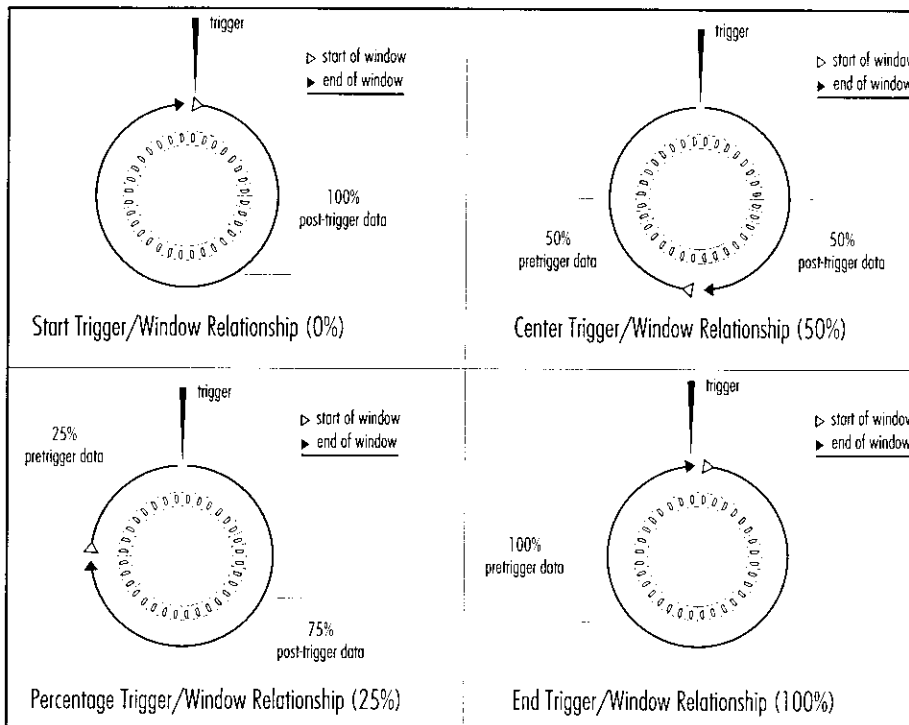 trigger
▷ start of window
▶ end of window
100%
post-trigger data
Start Trigger/Window Relationship (0%)
trigger
▷ start of window
▶ end of window
50%
pretrigger data
50%
post-trigger data
Center Trigger/Window Relationship (50%)
trigger
▷ start of window
▶ end of window
25%
pretrigger data
75%
post-trigger data
Percentage Trigger/Window Relationship (25%)
trigger
▷ start of window
▶ end of window
100%
pretrigger data
End Trigger/Window Relationship (100%)